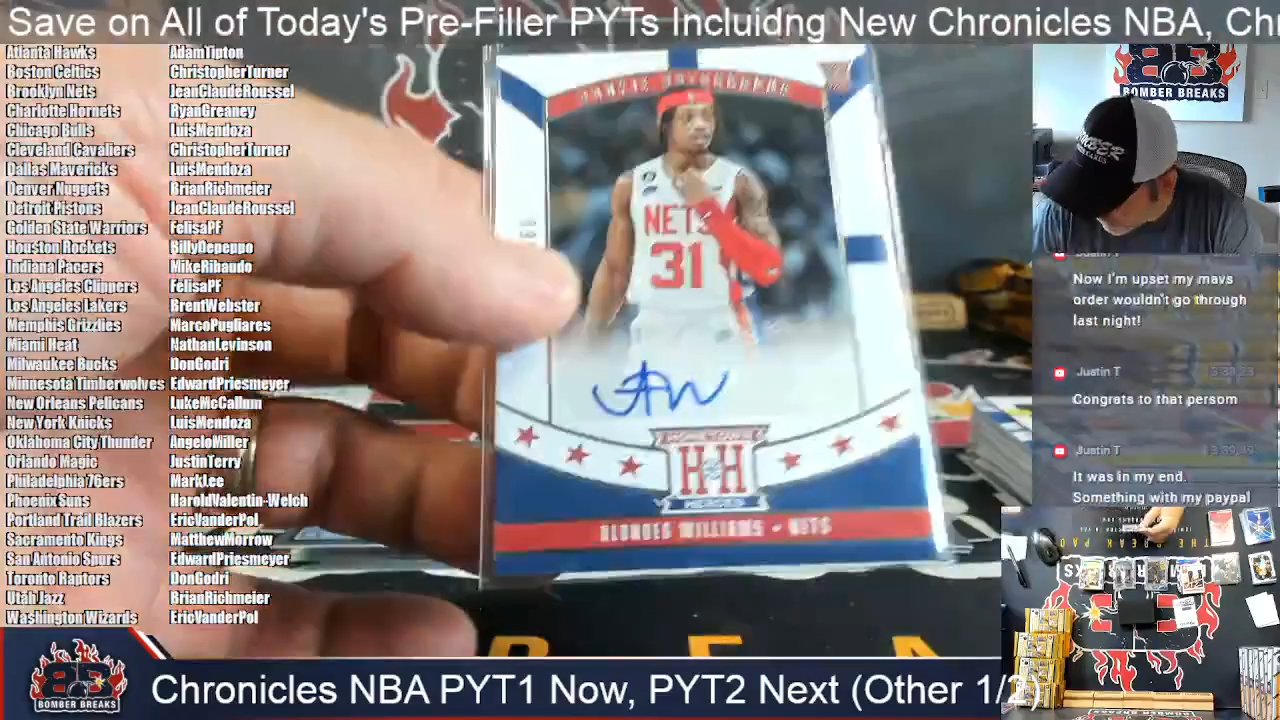 Save on All of Today's Pre-Filler PYTs Incluidng New Chronicles NBA, Ch
Atlanta Hawks AdamTipton
Boston Celtics ChristopherTurner
Brooklyn Nets JeanClaudeRoussel
Charlotte Hornets RyanGreaney
Chicago Bulls LuisMendoza
Cleveland Cavaliers ChristopherTurner
Dallas Mavericks LuisMendoza
Denver Nuggets BrianRichmeier
Detroit Pistons JeanClaudeRoussel
Golden State Warriors FelisaPF
Houston Rockets BillyDepeppo
Indiana Pacers MikeRibaudo
Los Angeles Clippers FelisaPF
Los Angeles Lakers BrentWebster
Memphis Grizzlies MarcoPugliares
Miami Heat NathanLevinson
Milwaukee Bucks DonGodri
Minnesota Timberwolves EdwardPriesmeyer
New Orleans Pelicans LukeMcCallum
New York Knicks LuisMendoza
Oklahoma City Thunder AngeloMiller
Orlando Magic JustinTerry
Philadelphia 76ers MarkLee
Phoenix Suns HaroldValentin-Welch
Portland Trail Blazers EricVanderPol
Sacramento Kings MatthewMorrow
San Antonio Spurs EdwardPriesmeyer
Toronto Raptors DonGodri
Utah Jazz BrianRichmeier
Washington Wizards EricVanderPol
NETS
31
HOMETOWN
HH
HEROES
ALONDES WILLIAMS - NETS
BOMBER BREAKS
Justin T
Now I'm upset my mavs
order wouldn't go through
last night!
Justin T
Congrats to that persom
Justin T
It was in my end.
Something with my paypal
THE BREAK PAD
BOMBER BREAKS
Chronicles NBA PYT1 Now, PYT2 Next (Other 1/2)